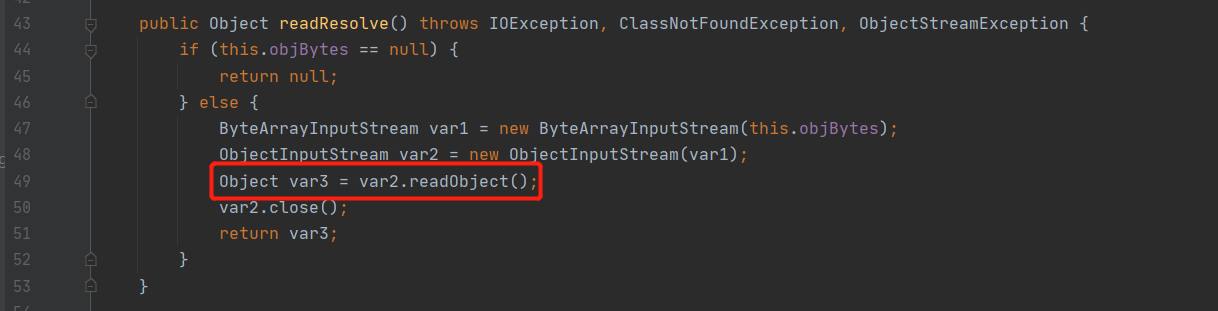 43 public Object readResolve() throws IOException, ClassNotFoundException, ObjectStreamException {
44 if (this.objBytes == null) {
45 return null;
46 } else {
47 ByteArrayInputStream var1 = new ByteArrayInputStream(this.objBytes);
48 ObjectInputStream var2 = new ObjectInputStream(var1);
49 Object var3 = var2.readObject();
50 var2.close();
51 return var3;
52 }
53 }